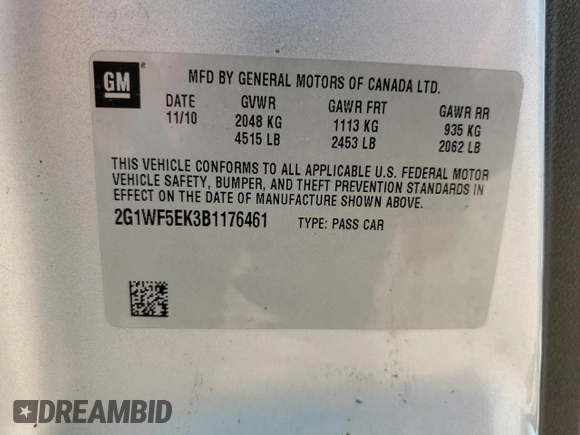 GM
MFD BY GENERAL MOTORS OF CANADA LTD.
DATE GVWR GAWR FRT GAWR RR
11/10 2048 KG 1113 KG 935 KG
4515 LB 2453 LB 2062 LB
THIS VEHICLE CONFORMS TO ALL APPLICABLE U.S. FEDERAL MOTOR
VEHICLE SAFETY, BUMPER, AND THEFT PREVENTION STANDARDS IN
EFFECT ON THE DATE OF MANUFACTURE SHOWN ABOVE.
2G1WF5EK3B1176461 TYPE: PASS CAR
DREAMBID